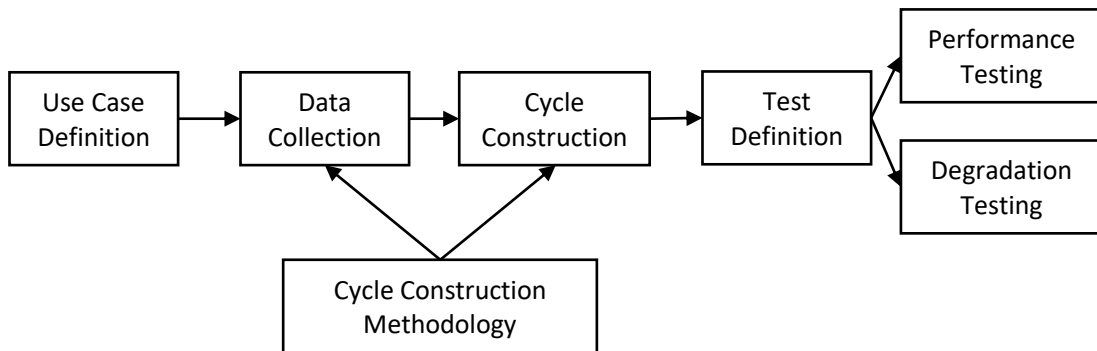 Use Case
Definition
Data
Collection
Cycle
Construction
Test
Definition
Performance
Testing
Degradation
Testing
Cycle Construction
Methodology